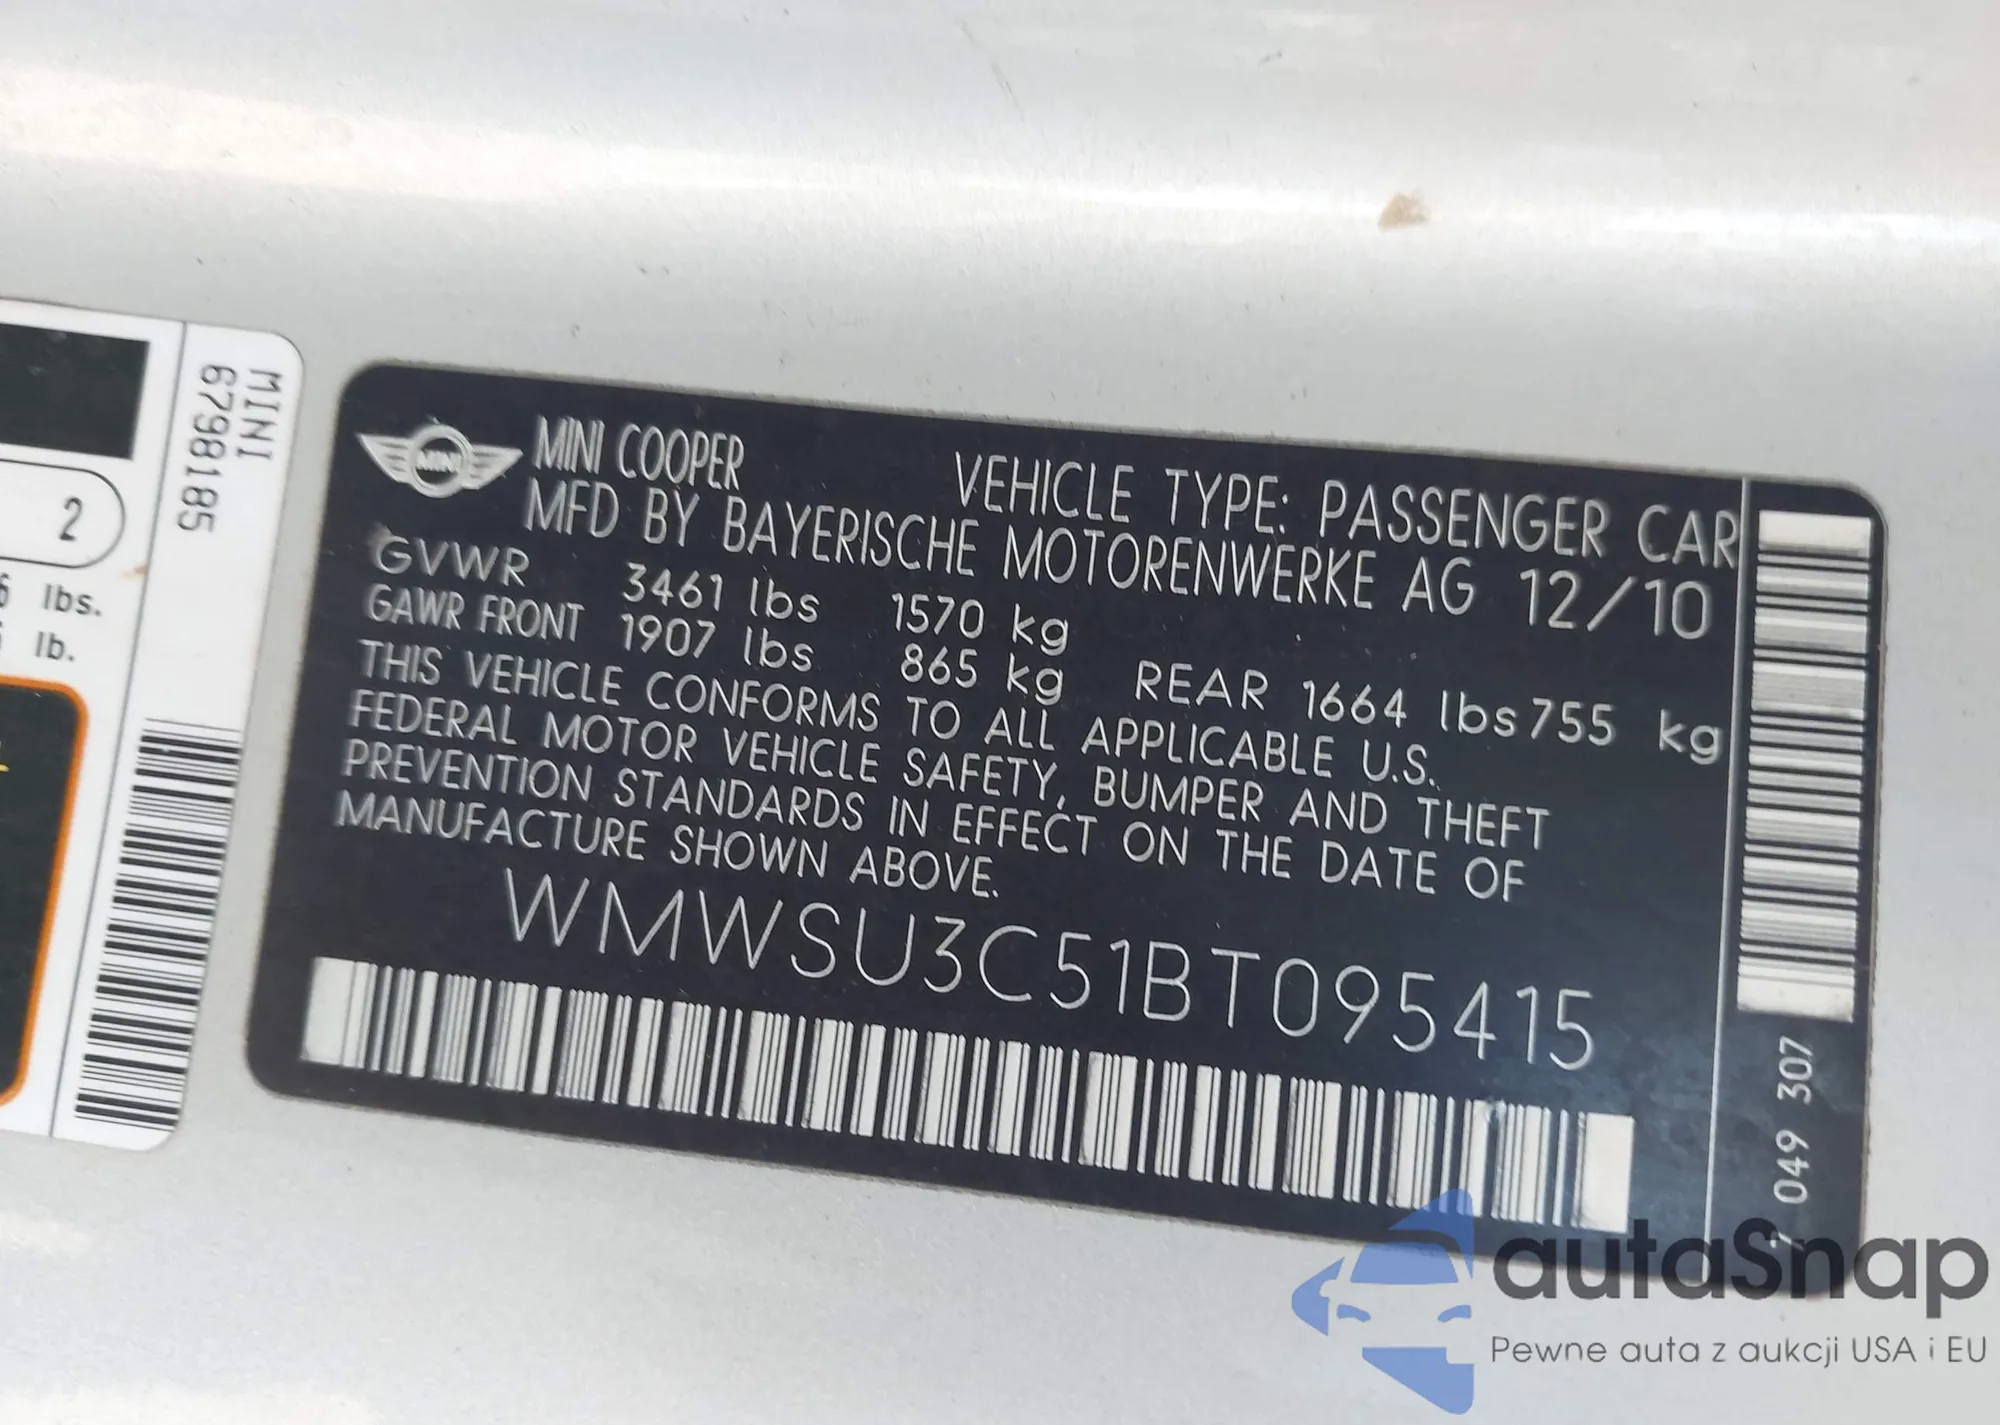 MINI
6798185
2
lbs.
lb.
MINI
MINI COOPER
VEHICLE TYPE: PASSENGER CAR
MFD BY BAYERISCHE MOTORENWERKE AG 12/10
GVWR 3461 lbs 1570 kg
GAWR FRONT 1907 lbs 865 kg REAR 1664 lbs 755 kg
THIS VEHICLE CONFORMS TO ALL APPLICABLE U.S.
FEDERAL MOTOR VEHICLE SAFETY, BUMPER AND THEFT
PREVENTION STANDARDS IN EFFECT ON THE DATE OF
MANUFACTURE SHOWN ABOVE.
WMWSU3C51BT095415
7 049 307
autaSnap
Pewne auta z aukcji USA i EU